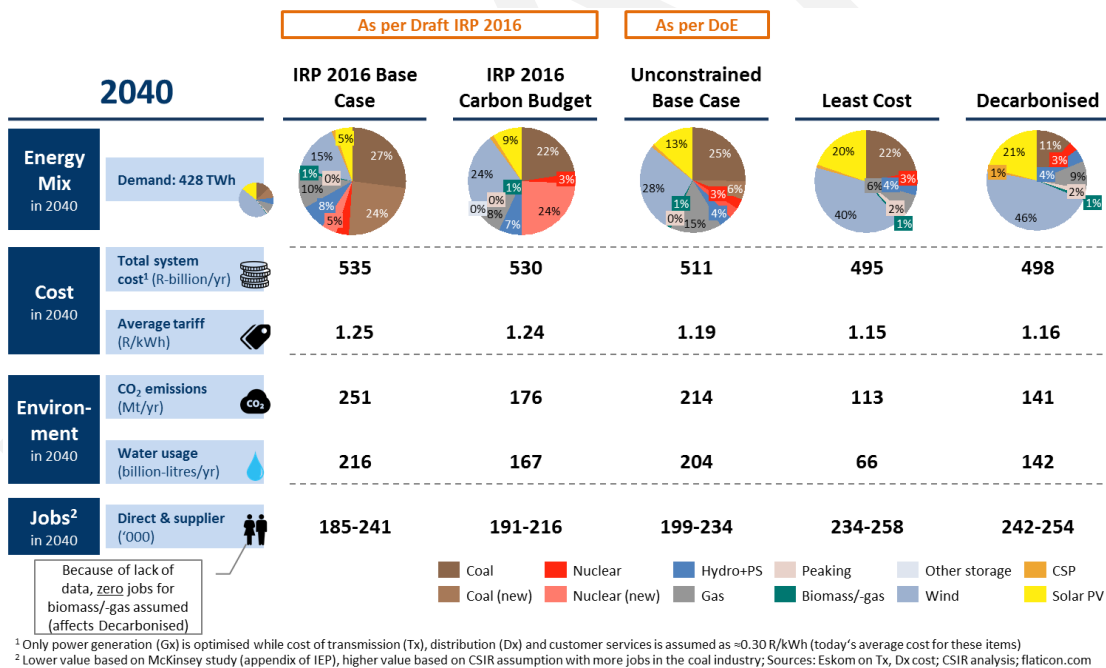 As per Draft IRP 2016
As per DoE
2040
IRP 2016 Base
Case
IRP 2016
Carbon Budget
Unconstrained
Base Case
Least Cost
Decarbonised
Energy
Mix
in 2040
Demand: 428 TWh
5%
27%
24%
5%
8%
10%
1%
0%
15%
9%
22%
3%
24%
7%
8%
0%
0%
1%
24%
13%
25%
6%
3%
4%
15%
0%
1%
28%
20%
22%
3%
4%
6%
2%
1%
40%
21%
11%
3%
4%
9%
2%
1%
46%
1%
Cost
in 2040
Total system
cost¹ (R-billion/yr)
535
530
511
495
498
Average tariff
(R/kWh)
1.25
1.24
1.19
1.15
1.16
Environ-
ment
in 2040
CO₂ emissions
(Mt/yr)
CO₂
251
176
214
113
141
Water usage
(billion-litres/yr)
216
167
204
66
142
Jobs²
in 2040
Direct & supplier
('000)
185-241
191-216
199-234
234-258
242-254
Because of lack of
data, zero jobs for
biomass/-gas assumed
(affects Decarbonised)
Coal
Nuclear
Hydro+PS
Peaking
Other storage
CSP
Coal (new)
Nuclear (new)
Gas
Biomass/-gas
Wind
Solar PV
¹ Only power generation (Gx) is optimised while cost of transmission (Tx), distribution (Dx) and customer services is assumed as ≈0.30 R/kWh (today's average cost for these items)
² Lower value based on McKinsey study (appendix of IEP), higher value based on CSIR assumption with more jobs in the coal industry; Sources: Eskom on Tx, Dx cost; CSIR analysis; flaticon.com